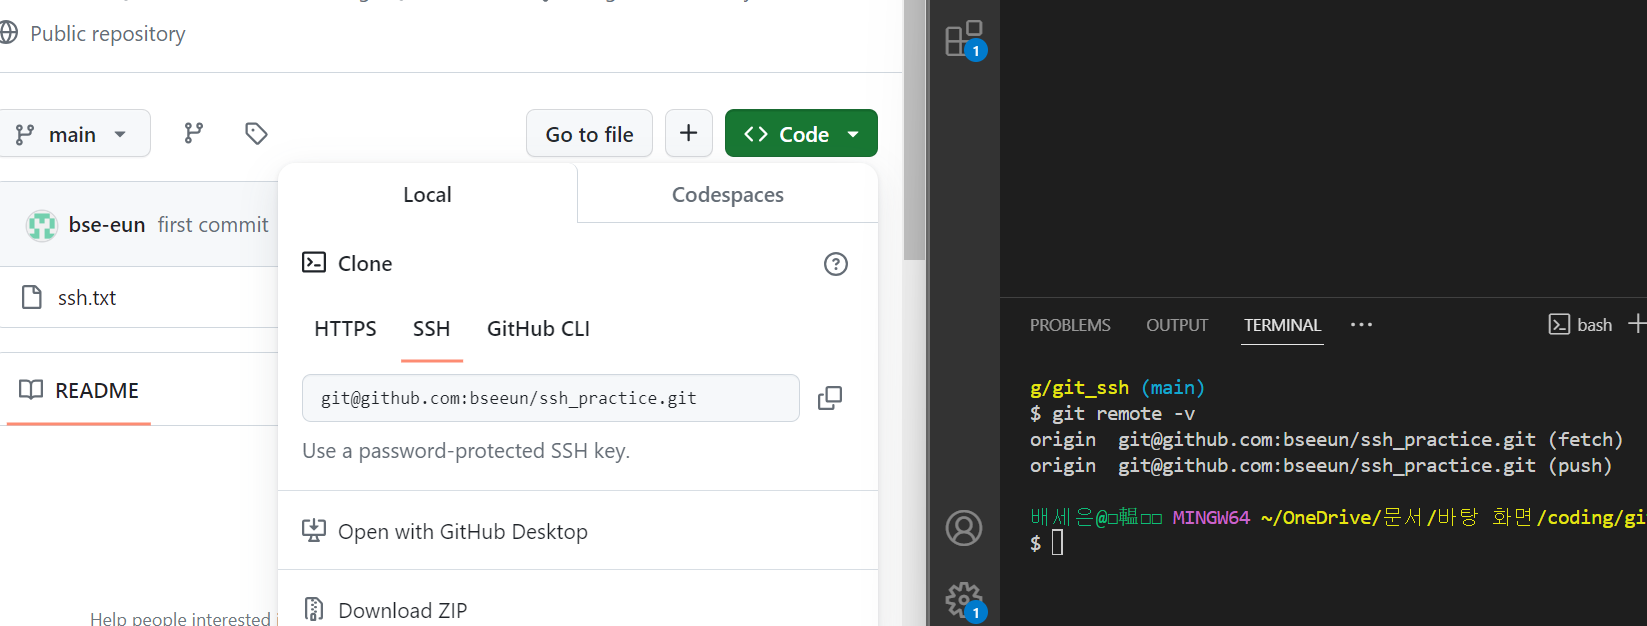 Public repository
main
Go to file
+
<> Code
Local
Codespaces
bse-eun first commit
Clone
ssh.txt
HTTPS
SSH
GitHub CLI
README
git@github.com:bseeun/ssh_practice.git
Use a password-protected SSH key.
Open with GitHub Desktop
Download ZIP
Help people interested
1
PROBLEMS
OUTPUT
TERMINAL
...
bash
+
g/git_ssh (main)
$ git remote -v
origin  git@github.com:bseeun/ssh_practice.git (fetch)
origin  git@github.com:bseeun/ssh_practice.git (push)
배세은@□轀□□ MINGW64 ~/OneDrive/문서/바탕 화면/coding/gi
$
1